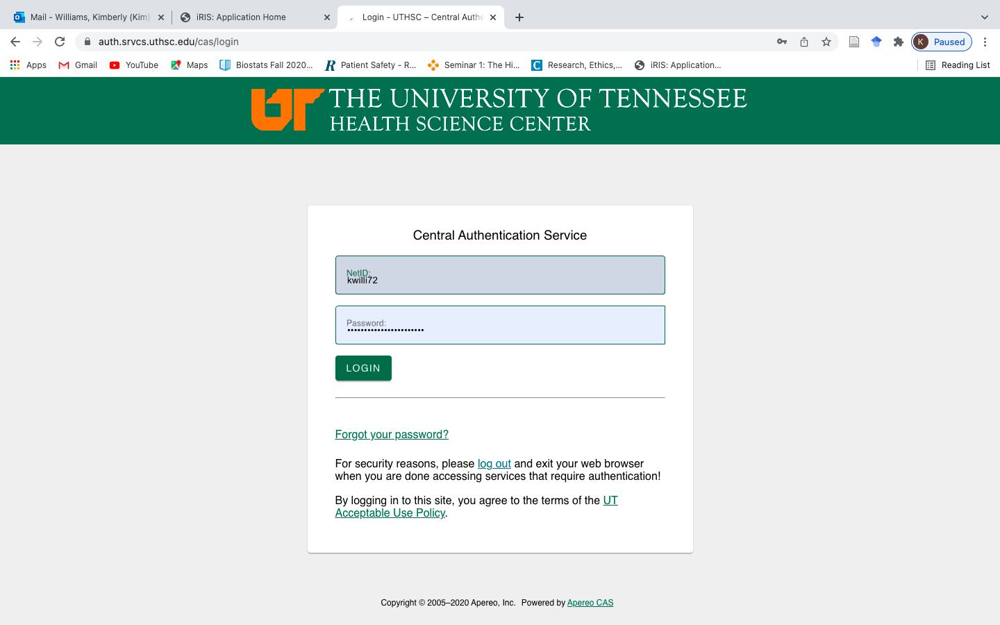 Mail - Williams, Kimberly (Kim)
iRIS: Application Home
Login - UTHSC – Central Authe
auth.srvcs.uthsc.edu/cas/login
K
Paused
Apps
Gmail
YouTube
Maps
Biostats Fall 2020...
R
Patient Safety - R...
Seminar 1: The Hi...
C
Research, Ethics,...
iRIS: Application...
Reading List
UT
THE UNIVERSITY OF TENNESSEE
HEALTH SCIENCE CENTER
Central Authentication Service
NetID:
kwilli72
Password:
•••••••••••••••••••••••
LOGIN
Forgot your password?
For security reasons, please log out and exit your web browser
when you are done accessing services that require authentication!
By logging in to this site, you agree to the terms of the UT
Acceptable Use Policy.
Copyright © 2005–2020 Apereo, Inc. Powered by Apereo CAS